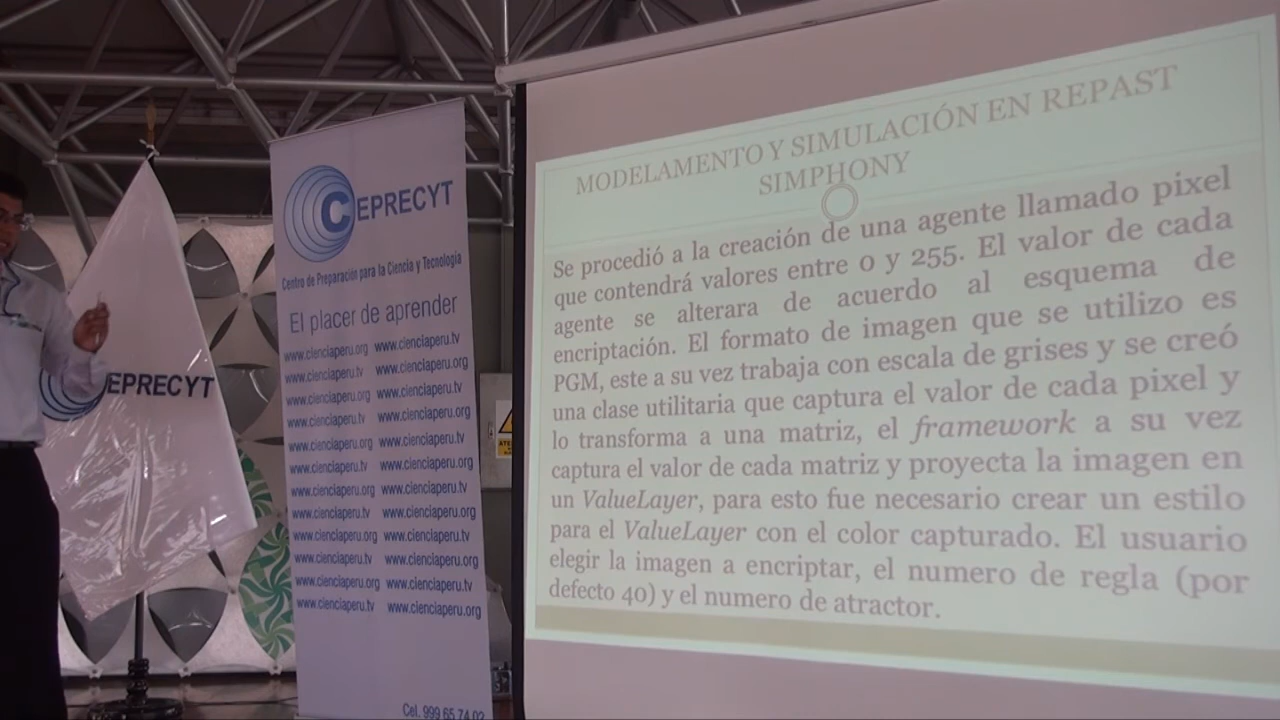 CEPRECYT
Centro de Preparación para la Ciencia y Tecnología
El placer de aprender
www.cienciaperu.org www.cienciaperu.tv
www.cienciaperu.tv www.cienciaperu.org
www.cienciaperu.org www.cienciaperu.tv
www.cienciaperu.tv www.cienciaperu.org
www.cienciaperu.org www.cienciaperu.tv
www.cienciaperu.tv www.cienciaperu.org
www.cienciaperu.org www.cienciaperu.tv
www.cienciaperu.tv www.cienciaperu.org
www.cienciaperu.org www.cienciaperu.tv
www.cienciaperu.tv www.cienciaperu.org
www.cienciaperu.org www.cienciaperu.tv
www.cienciaperu.tv www.cienciaperu.org
Cel. 999 65 74 02
EPRECYT
MODELAMENTO Y SIMULACIÓN EN REPAST
SIMPHONY
Se procedió a la creación de una agente llamado pixel
que contendrá valores entre 0 y 255. El valor de cada
agente se alterara de acuerdo al esquema de
encriptación. El formato de imagen que se utilizo es
PGM, este a su vez trabaja con escala de grises y se creó
una clase utilitaria que captura el valor de cada pixel y
lo transforma a una matriz, el framework a su vez
captura el valor de cada matriz y proyecta la imagen en
un ValueLayer, para esto fue necesario crear un estilo
para el ValueLayer con el color capturado. El usuario
elegir la imagen a encriptar, el numero de regla (por
defecto 40) y el numero de atractor.